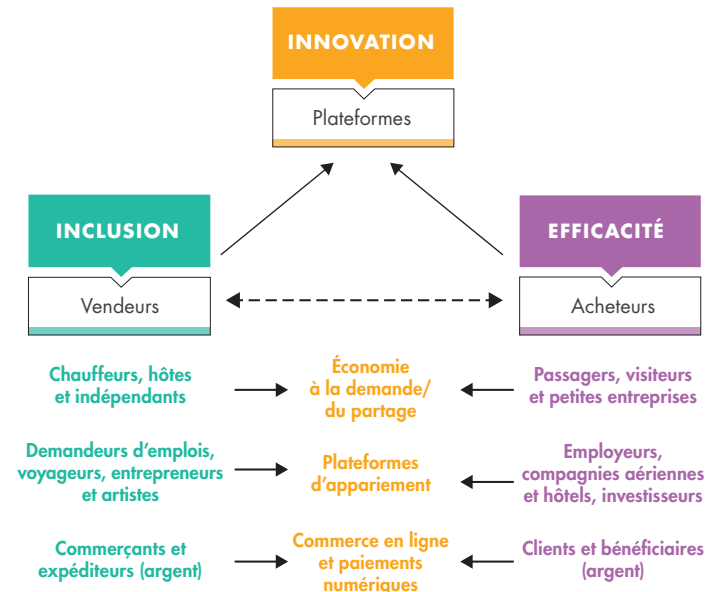 INNOVATION
Plateformes
INCLUSION
Vendeurs
EFFICACITÉ
Acheteurs
Chauffeurs, hôtes
et indépendants
Économie
à la demande/
du partage
Passagers, visiteurs
et petites entreprises
Demandeurs d'emplois,
voyageurs, entrepreneurs
et artistes
Plateformes
d'appariement
Employeurs,
compagnies aériennes
et hôtels, investisseurs
Commerçants et
expéditeurs (argent)
Commerce en ligne
et paiements
numériques
Clients et bénéficiaires
(argent)